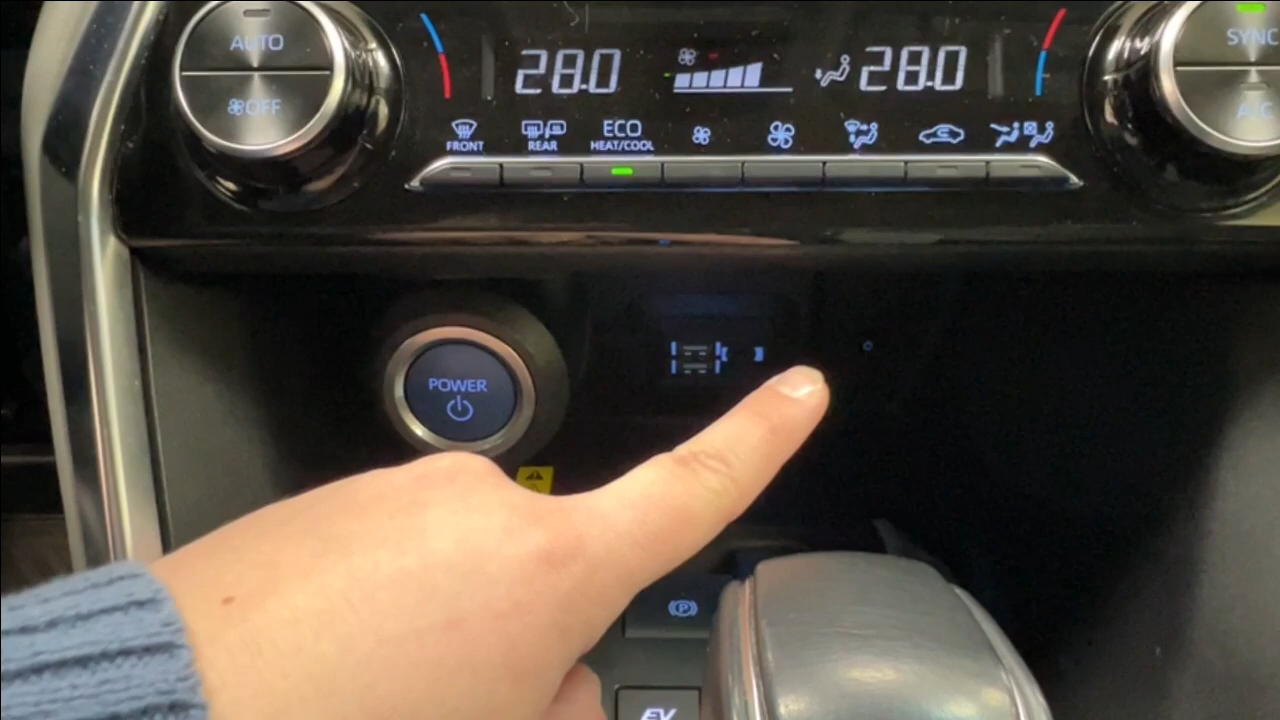 AUTO
OFF
28.0
28.0
SYNC
A/C
FRONT
REAR
ECO
HEAT/COOL
POWER
P
EV